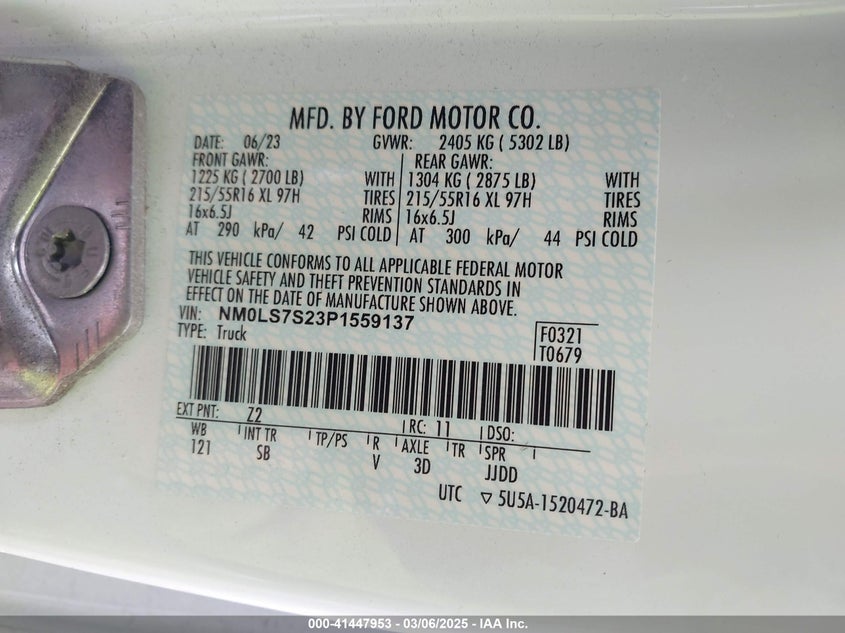 MFD. BY FORD MOTOR CO.
DATE: 06/23 GVWR: 2405 KG ( 5302 LB)
FRONT GAWR: REAR GAWR:
1225 KG ( 2700 LB) WITH 1304 KG ( 2875 LB) WITH
215/55R16 XL 97H TIRES 215/55R16 XL 97H TIRES
16x6.5J RIMS 16x6.5J RIMS
AT 290 kPa/ 42 PSI COLD AT 300 kPa/ 44 PSI COLD
THIS VEHICLE CONFORMS TO ALL APPLICABLE FEDERAL MOTOR
VEHICLE SAFETY AND THEFT PREVENTION STANDARDS IN
EFFECT ON THE DATE OF MANUFACTURE SHOWN ABOVE.
VIN: NM0LS7S23P1559137
TYPE: Truck
F0321
T0679
EXT PNT: Z2 RC: 11 DSO:
WB INT TR TP/PS R AXLE TR SPR
121 SB V 3D JJDD
UTC ▽ 5U5A-1520472-BA
000-41447953 - 03/06/2025 - IAA Inc.